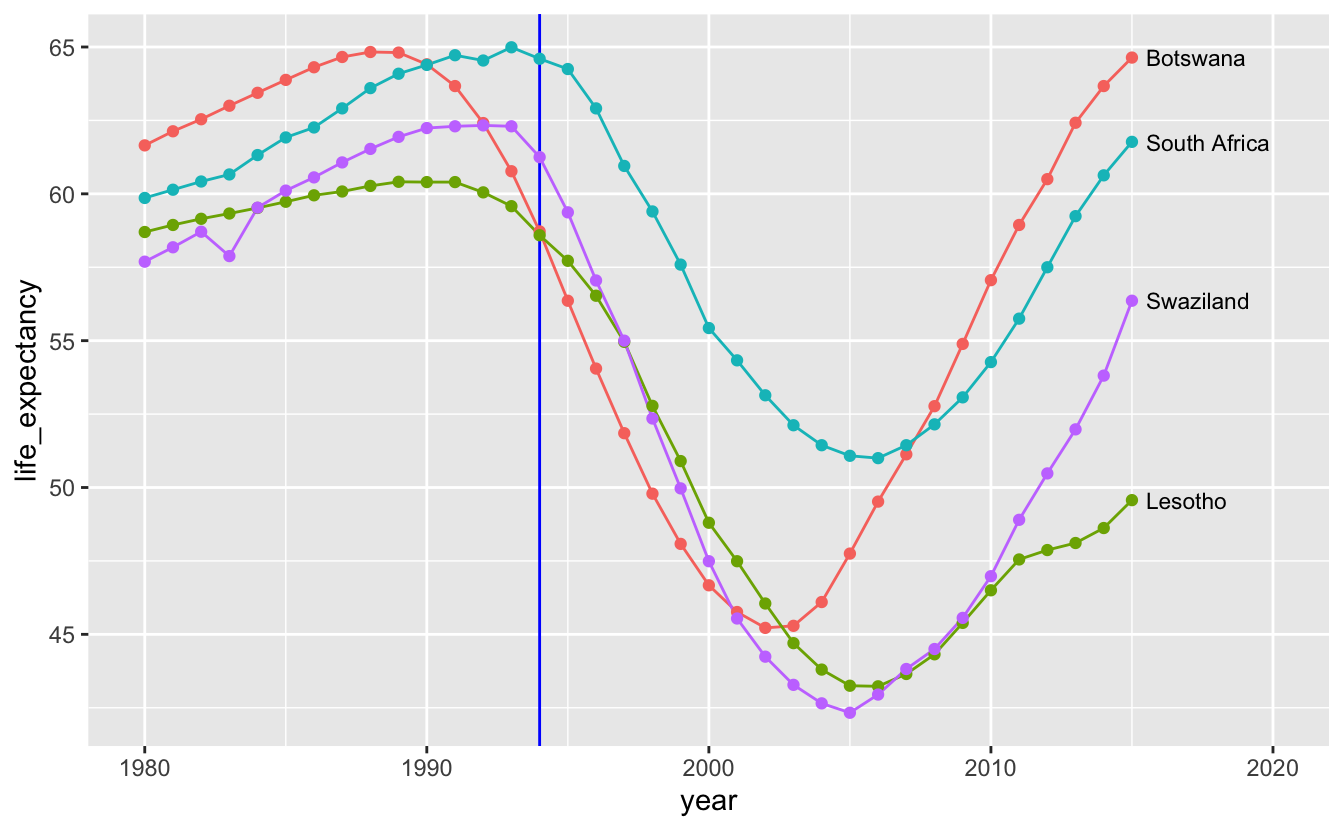 life_expectancy
65
60
55
50
45
Botswana
South Africa
Swaziland
Lesotho
1980 1990 2000 2010 2020
year